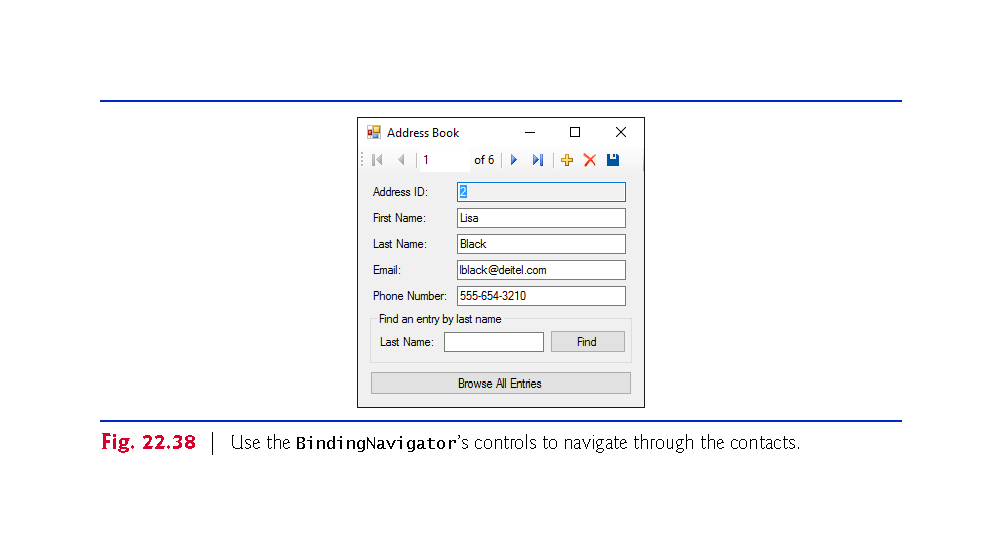 Address Book
1 of 6
Address ID: 2
First Name: Lisa
Last Name: Black
Email: lblack@deitel.com
Phone Number: 555-654-3210
Find an entry by last name
Last Name: Find
Browse All Entries
Fig. 22.38 | Use the BindingNavigator's controls to navigate through the contacts.